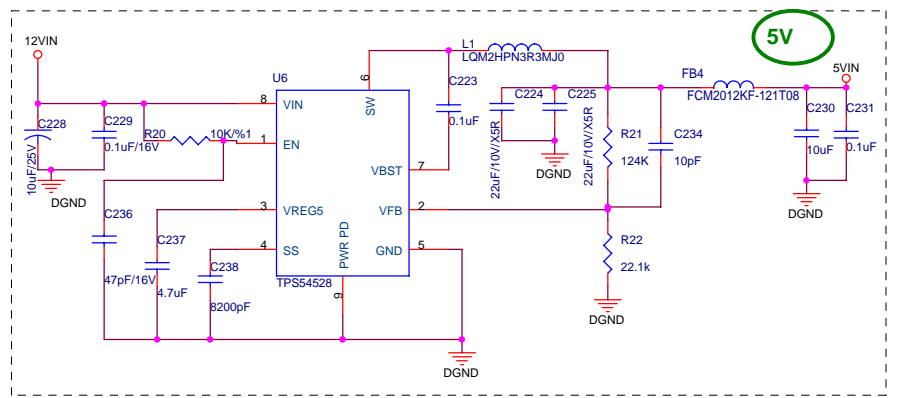 5V
12VIN
L1
LQM2HPN3R3MJ0
5VIN
U6
6
SW
C223
0.1uF
FB4
FCM2012KF-121T08
C224
C225
22uF/10V/X5R
22uF/10V/X5R
C230
10uF
C231
0.1uF
8
VIN
C228
10uF/25V
C229
0.1uF/16V
R20
10K/%1
1
EN
R21
124K
C234
10pF
VBST
7
DGND
DGND
DGND
3
VREG5
VFB
2
C236
47pF/16V
C237
4.7uF
4
SS
C238
8200pF
PWR PD
GND
5
R22
22.1k
TPS54528
9
DGND
DGND